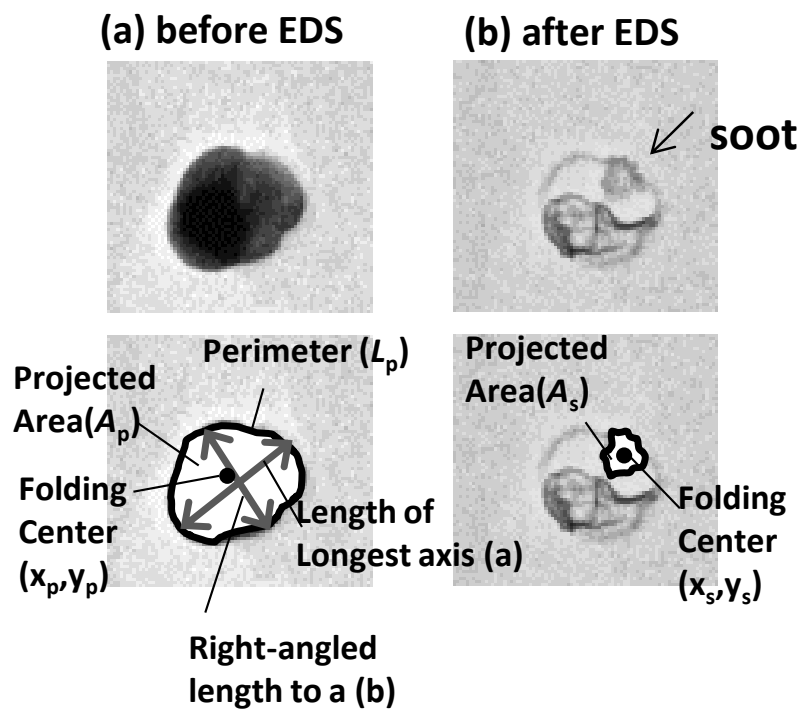 (a) before EDS
(b) after EDS
soot
Perimeter (Lp)
Projected
Area(Ap)
Folding
Center
(xp,yp)
Length of
Longest axis (a)
Right-angled
length to a (b)
Projected
Area(As)
Folding
Center
(xs,ys)